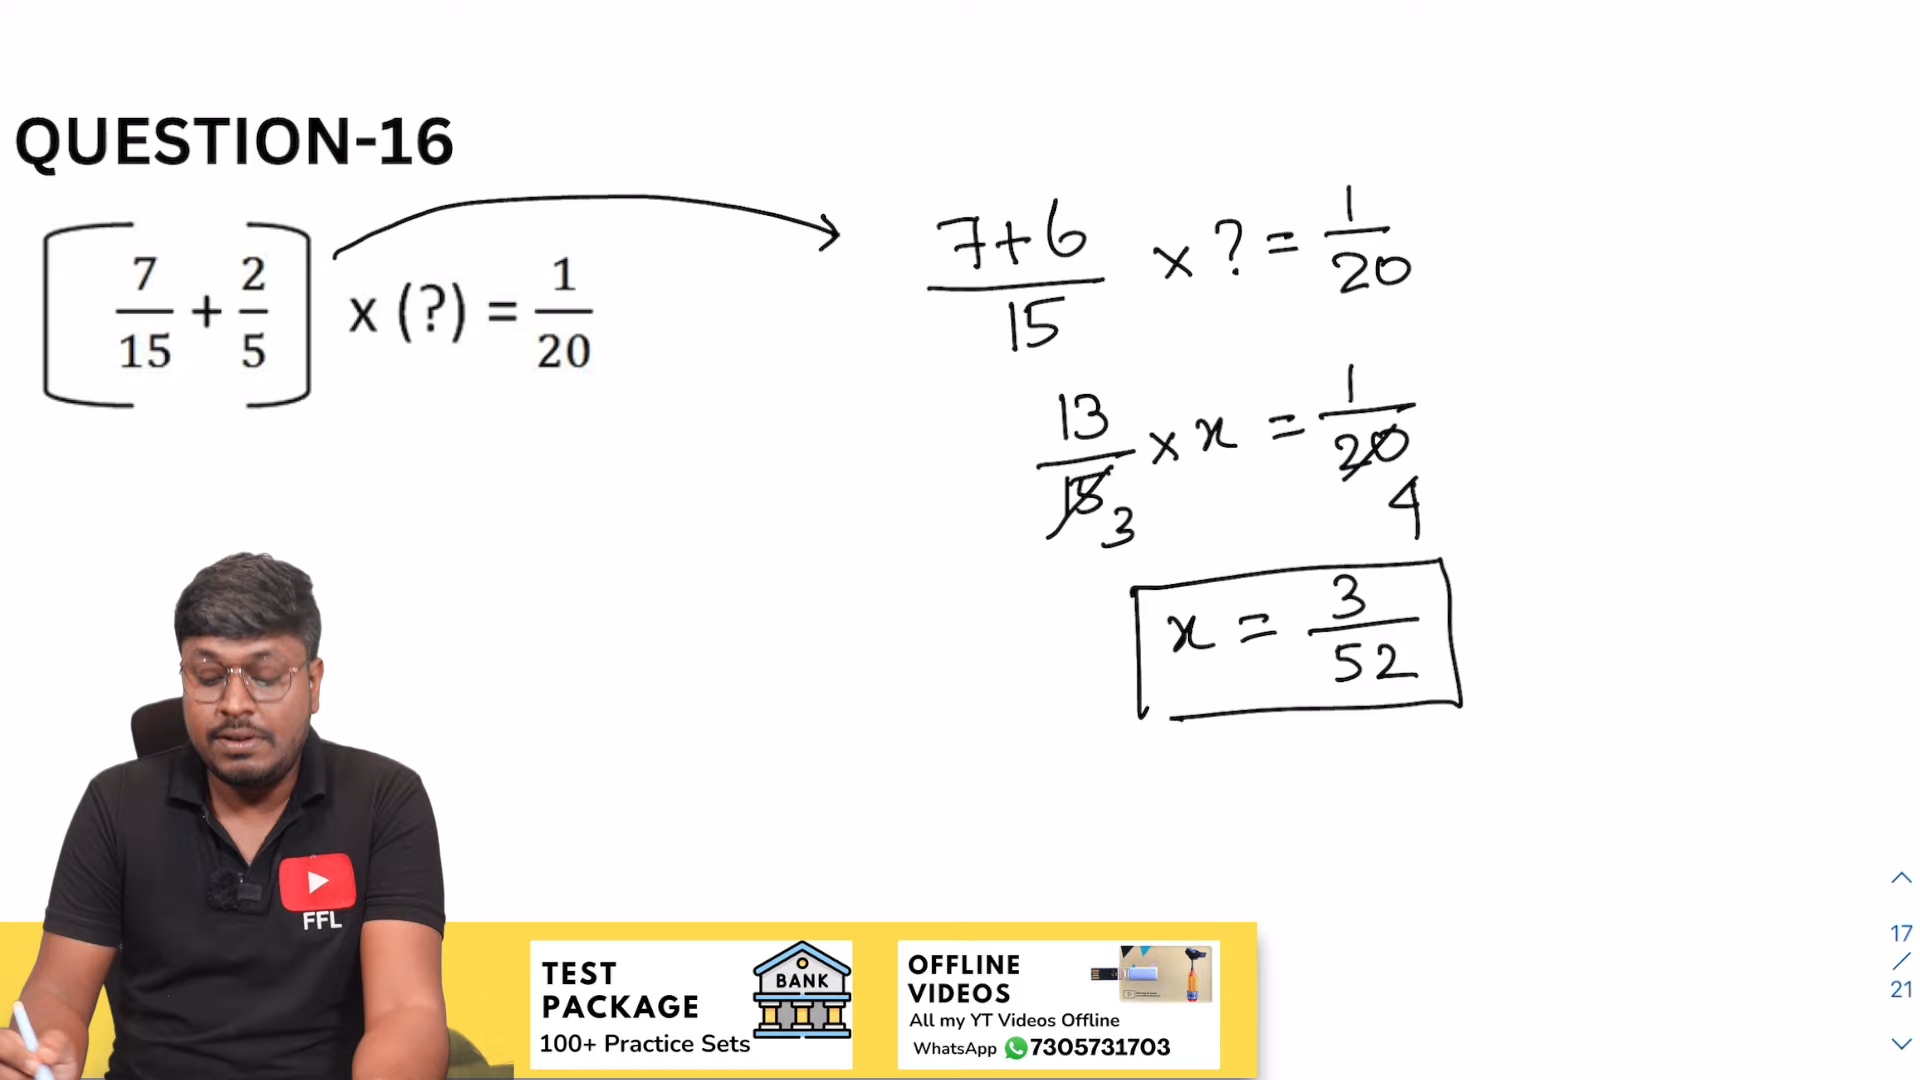 QUESTION-16
[7/15 + 2/5] x (?) = 1/20
7+6/15 × ? = 1/20
13/15 × x = 1/20
3
4
x = 3/52
FFL
TEST
PACKAGE
100+ Practice Sets
BANK
OFFLINE
VIDEOS
All my YT Videos Offline
WhatsApp 7305731703
17
/
21